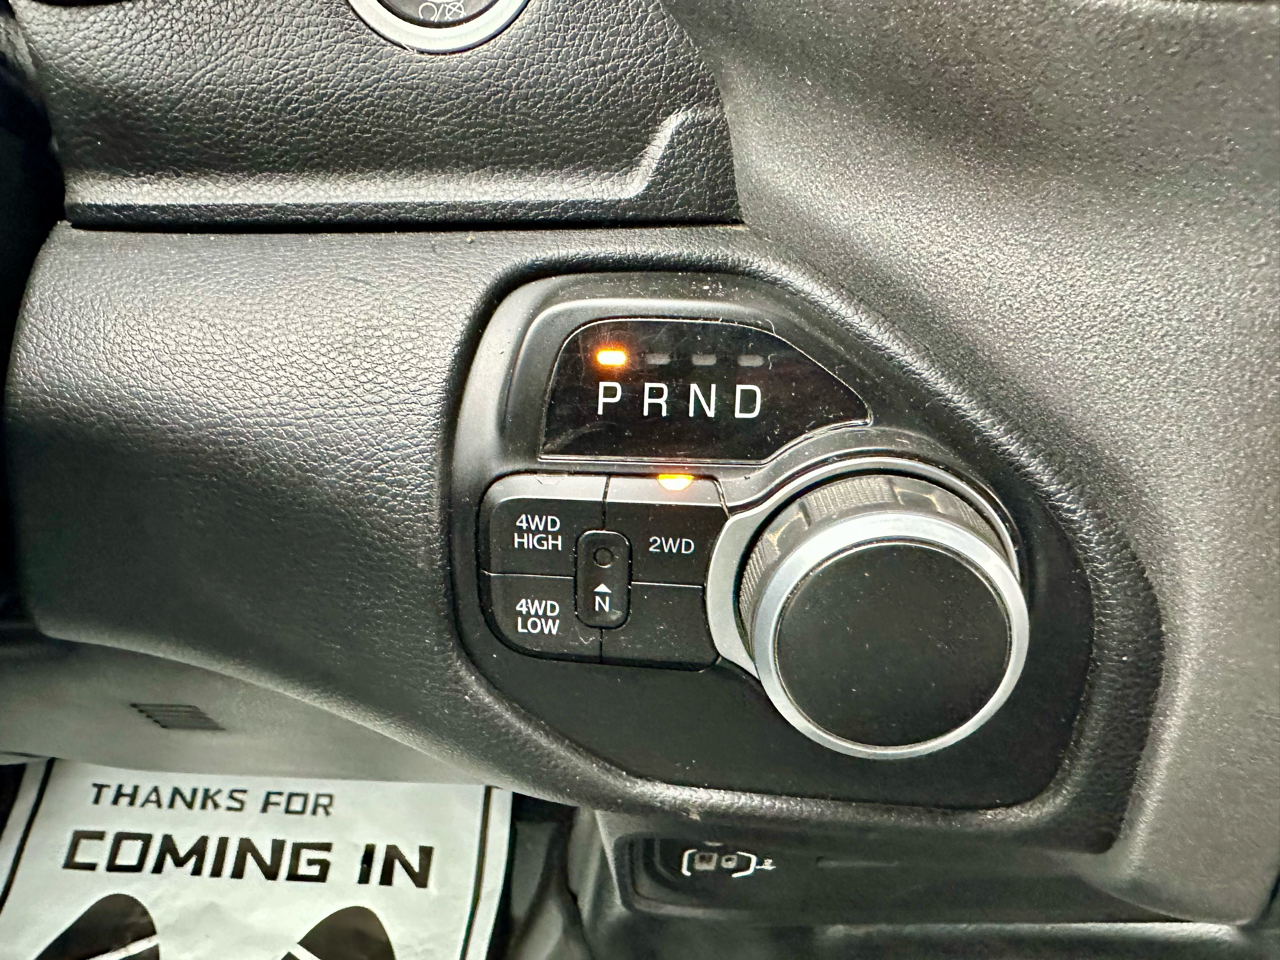 P R N D
4WD
HIGH
2WD
N
4WD
LOW
THANKS FOR
COMING IN